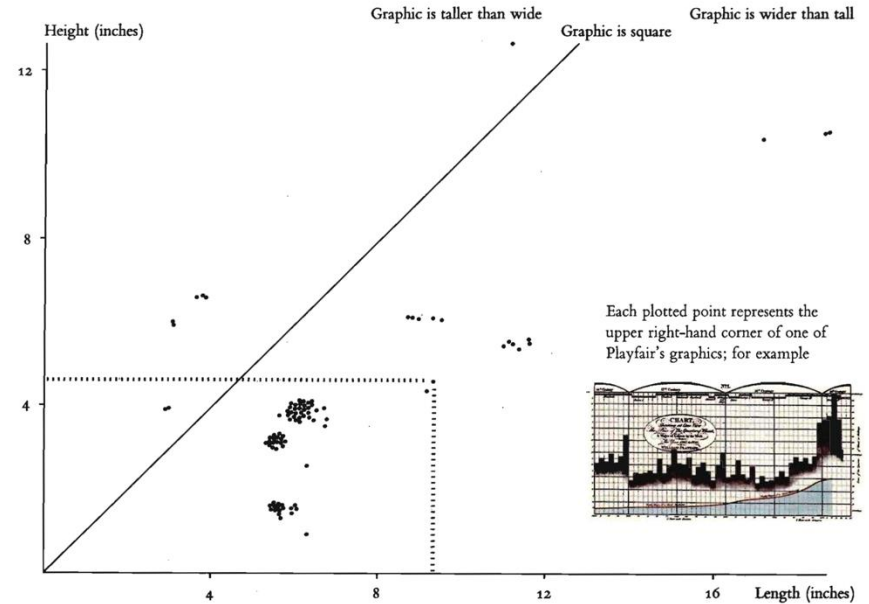 Graphic is taller than wide
Graphic is wider than tall
Height (inches)
Graphic is square
12
8
Each plotted point represents the
upper right-hand corner of one of
Playfair's graphics; for example
4
CHART,
4
8
12
16
Length (inches)